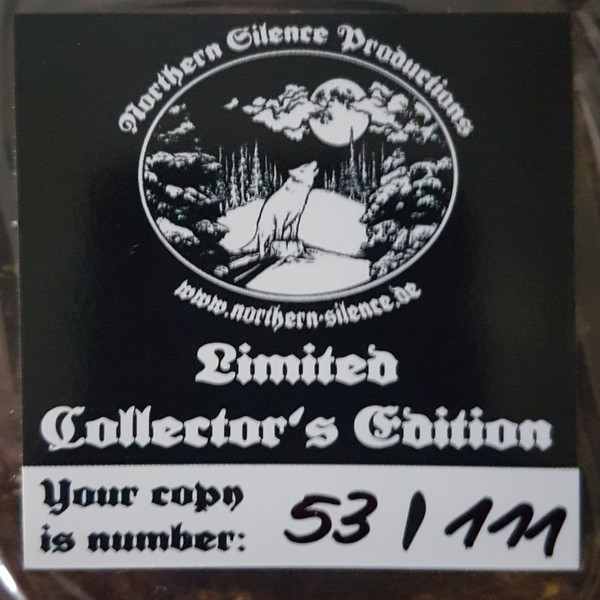 Northern Silence Productions
www.northern-silence.de
Limited
Collector's Edition
Your copy
is number: 53 / 111